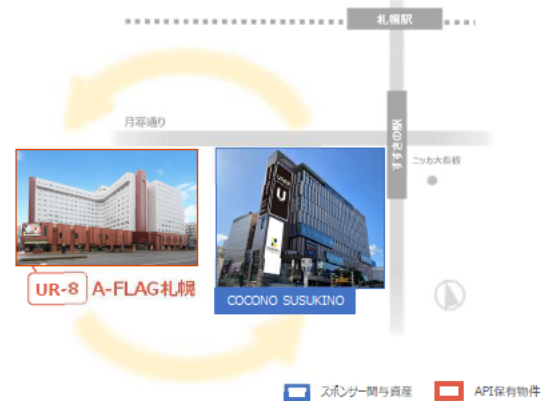 札幌駅
月寒通り
すすきの駅
ニッカ大看板
U
UR-8 A-FLAG札幌
COCONO SUSUKINO
スポンサー関与資産 API保有物件